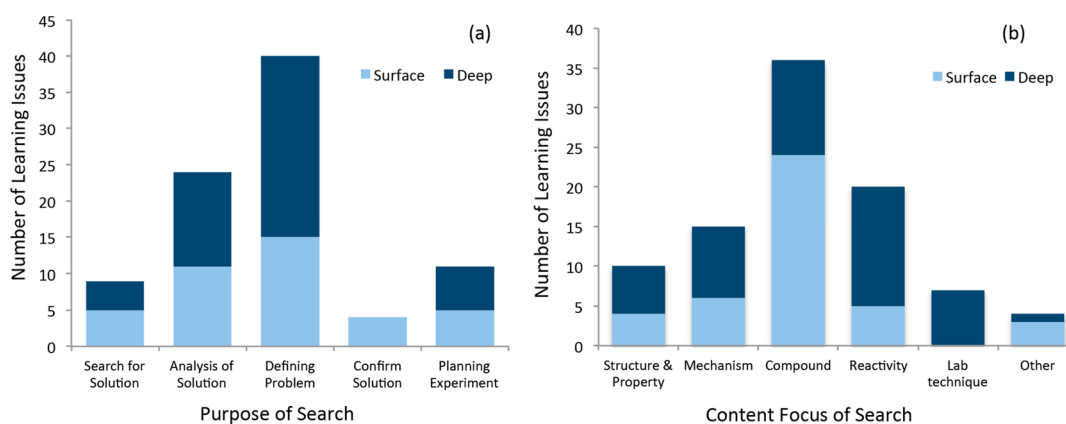 (a)
Number of Learning Issues
45
40
35
30
25
20
15
10
5
0
Surface Deep
Search for Solution
Analysis of Solution
Defining Problem
Confirm Solution
Planning Experiment
Purpose of Search
(b)
Number of Learning Issues
40
35
30
25
20
15
10
5
0
Surface Deep
Structure & Property
Mechanism
Compound
Reactivity
Lab technique
Other
Content Focus of Search